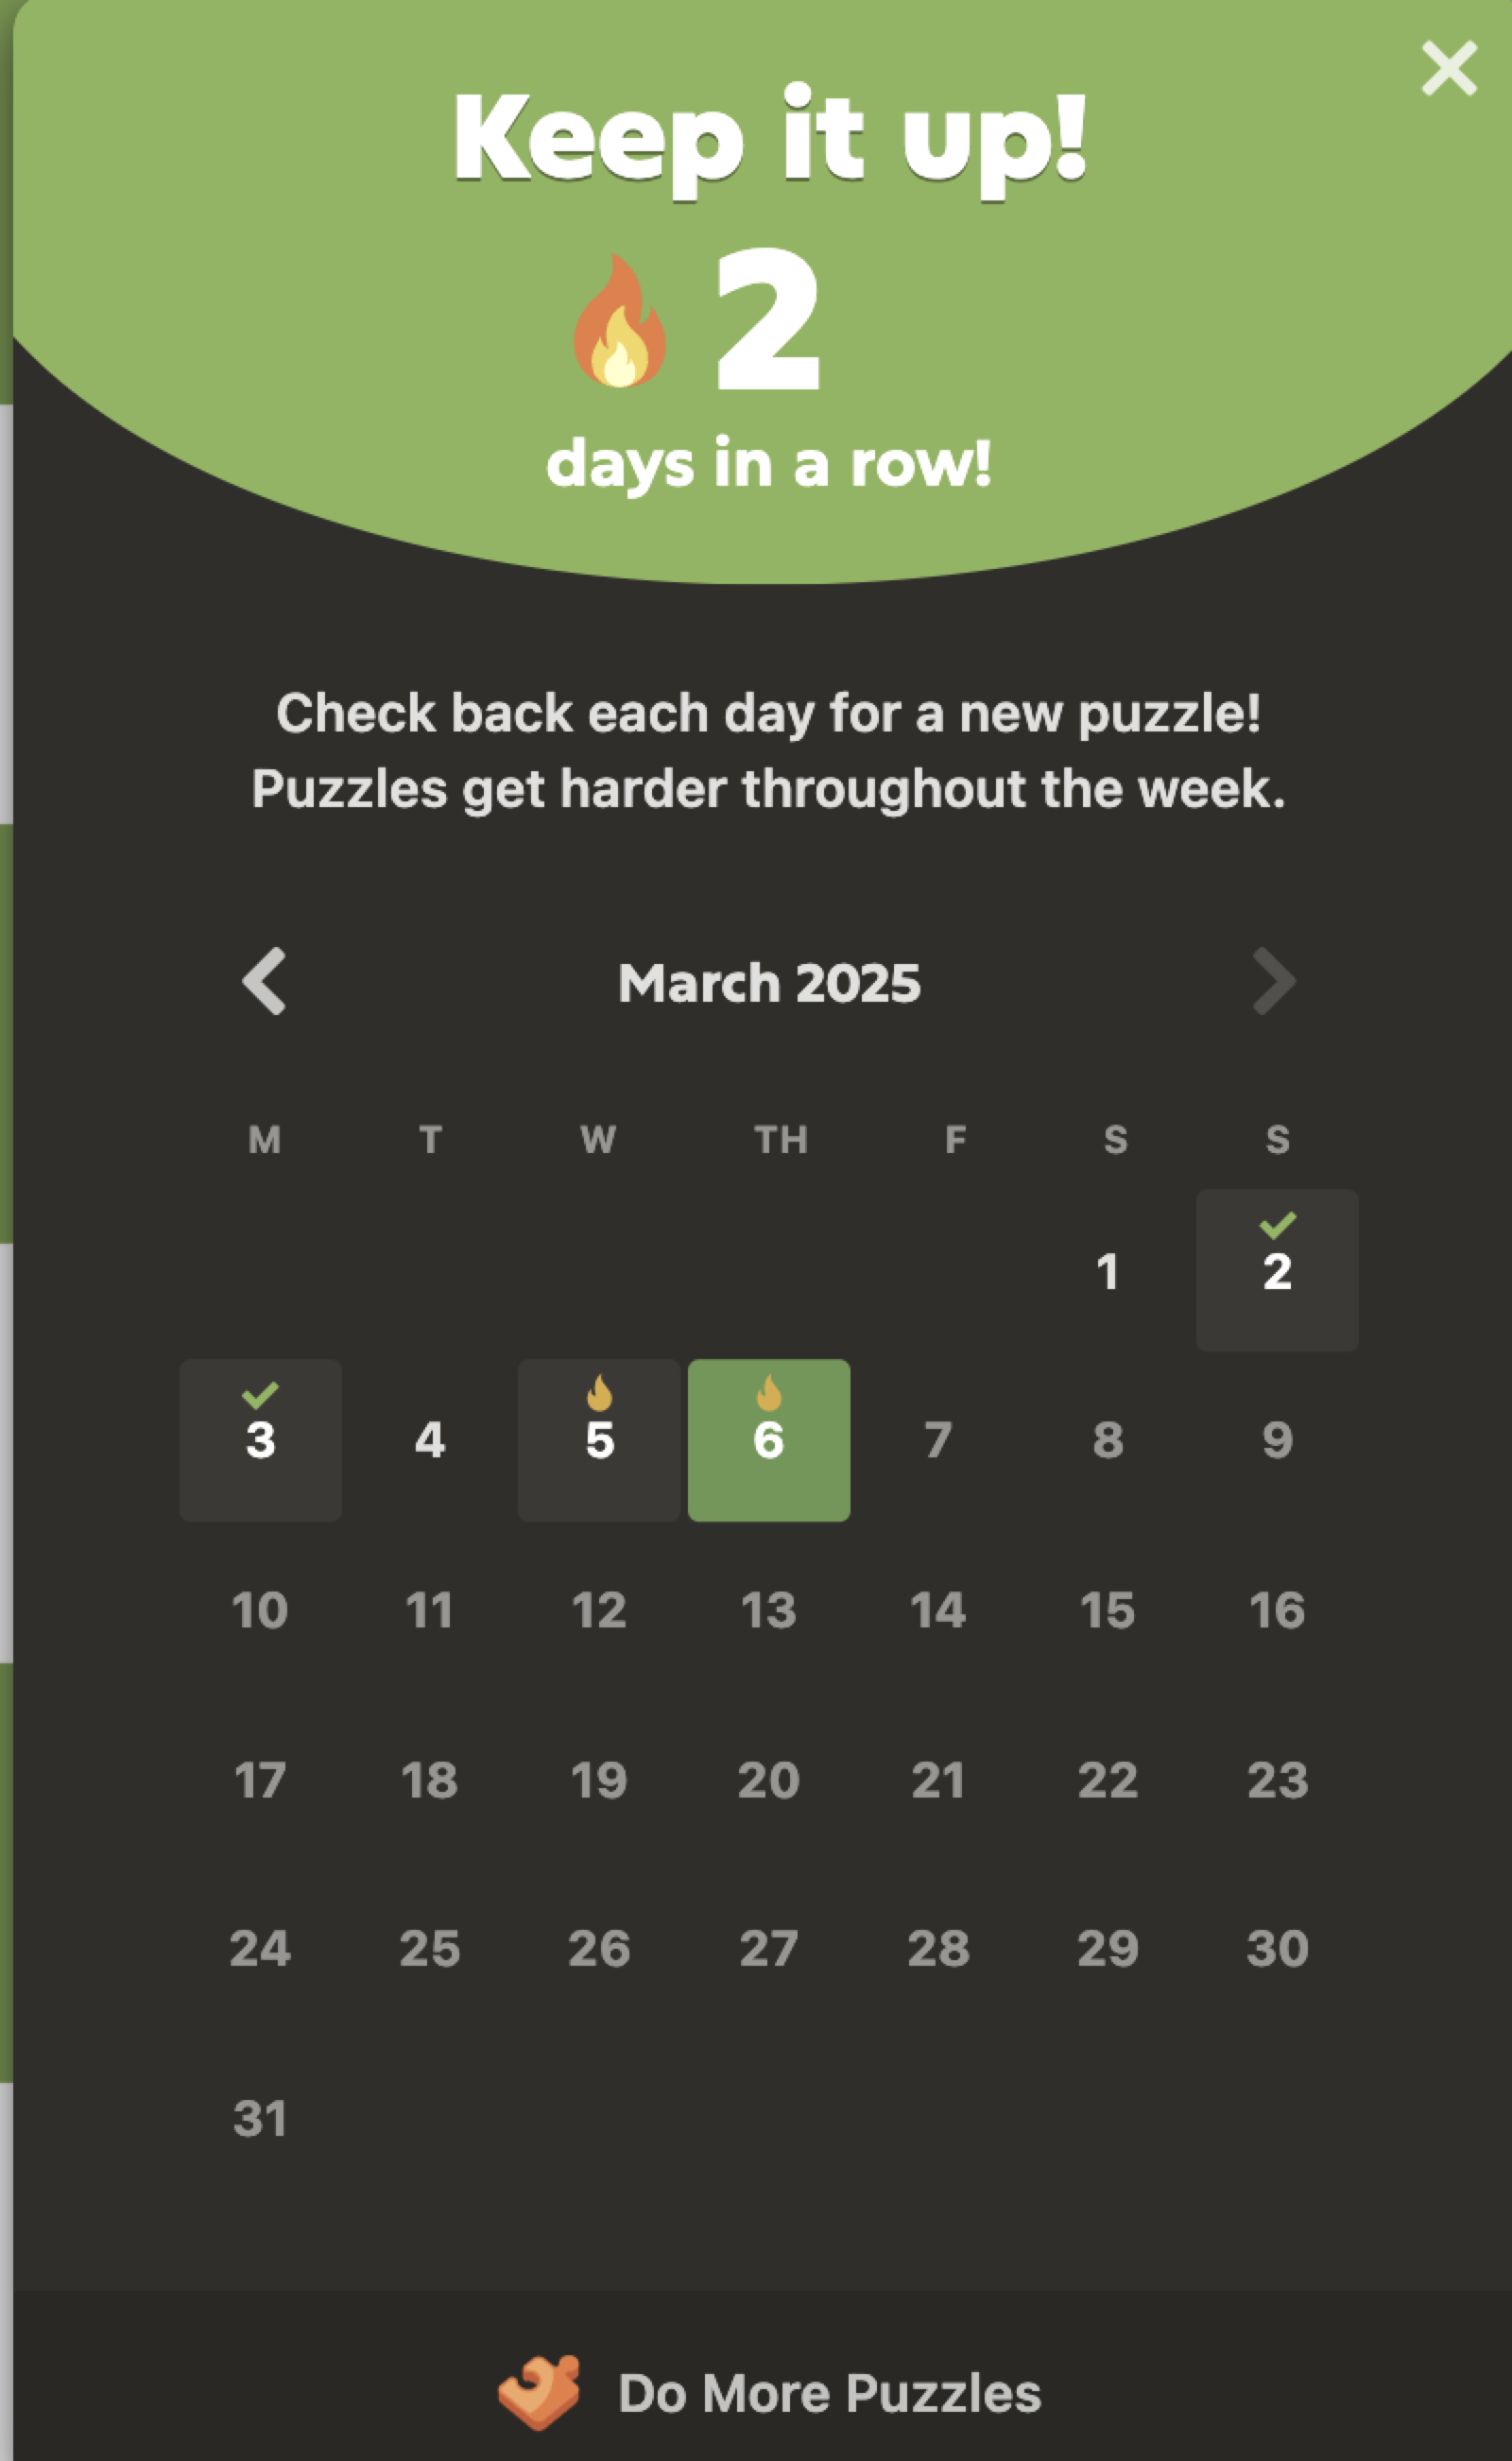 Keep it up!
2
days in a row!
Check back each day for a new puzzle!
Puzzles get harder throughout the week.
March 2025
M T W TH F S S
1 2
3 4 5 6 7 8 9
10 11 12 13 14 15 16
17 18 19 20 21 22 23
24 25 26 27 28 29 30
31
Do More Puzzles